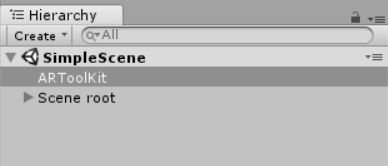 Hierarchy
Create All
SimpleScene
ARToolKit
Scene root